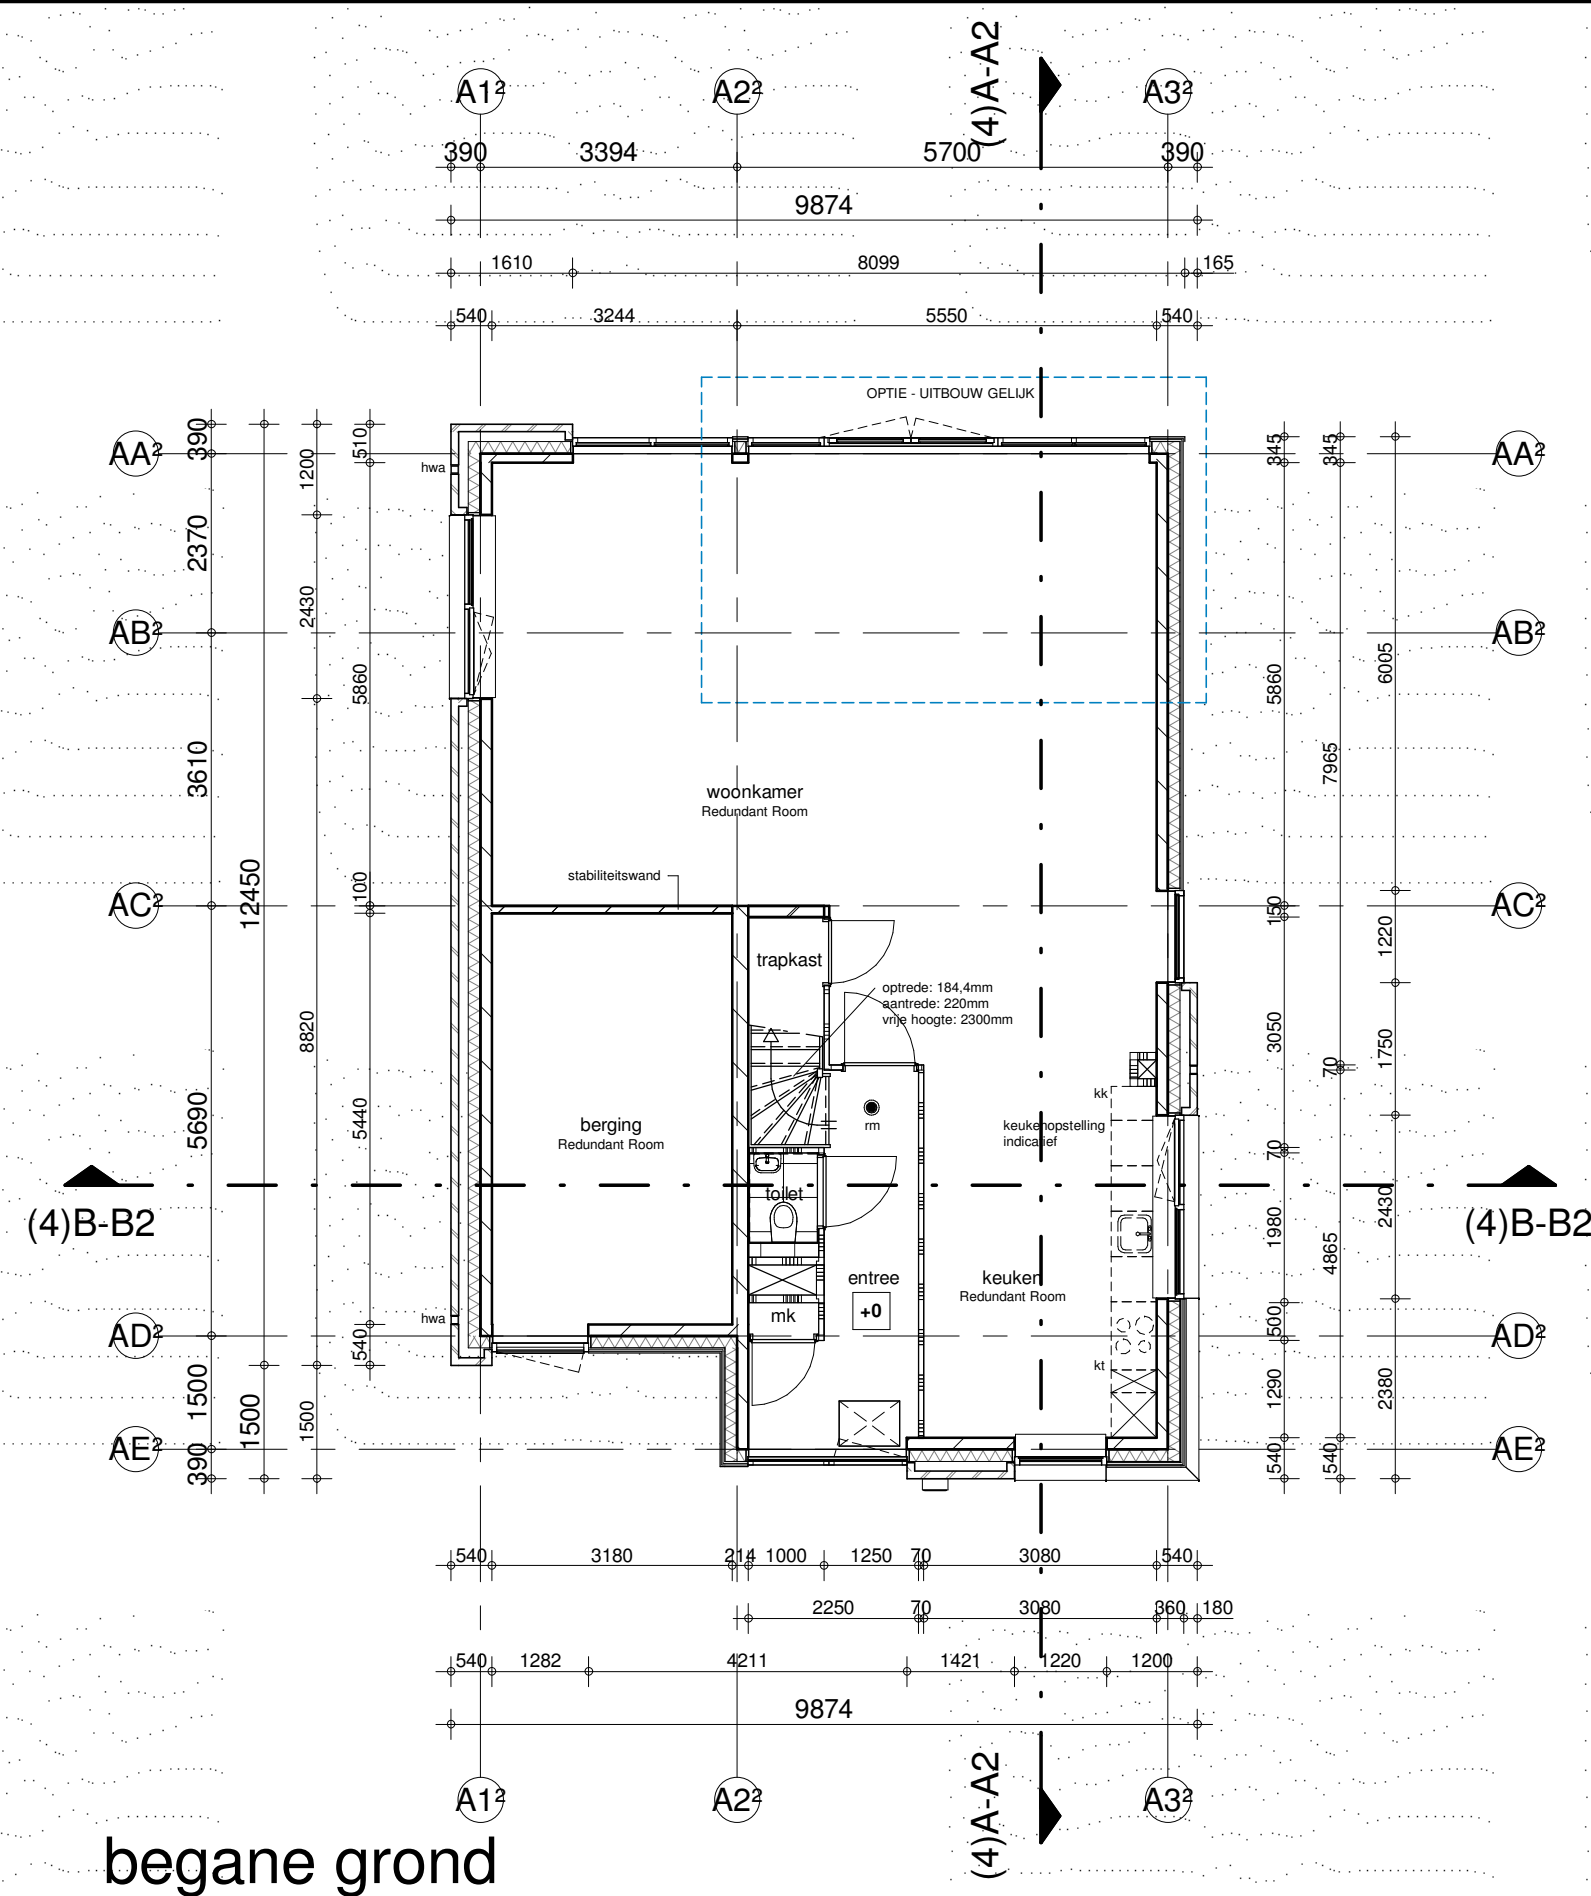 (4)A-A2
A1²
A2²
A3²
390
3394
5700
390
9874
1610
8099
165
540
3244
5550
540
OPTIE - UITBOUW GELIJK
AA²
390
510
345
345
AA²
hwa
1200
2370
2430
AB²
AB²
5860
5860
6005
3610
7965
woonkamer
Redundant Room
stabiliteitswand
12450
100
AC²
150
AC²
1220
trapkast
optrede: 184,4mm
aantrede: 220mm
vrije hoogte: 2300mm
8820
3050
1750
70
kk
5690
5440
rm
berging
Redundant Room
keukenopstelling
indicatief
70
toilet
(4)B-B2
(4)B-B2
1980
4865
2430
entree
keuken
Redundant Room
+0
mk
hwa
AD²
540
500
AD²
kt
1500
1500
1500
1290
2380
AE²
390
540
540
AE²
540
3180
214
1000
1250
70
3080
540
2250
70
3080
360
180
540
1282
4211
1421
1220
1200
9874
A1²
A2²
(4)A-A2
A3²
begane grond